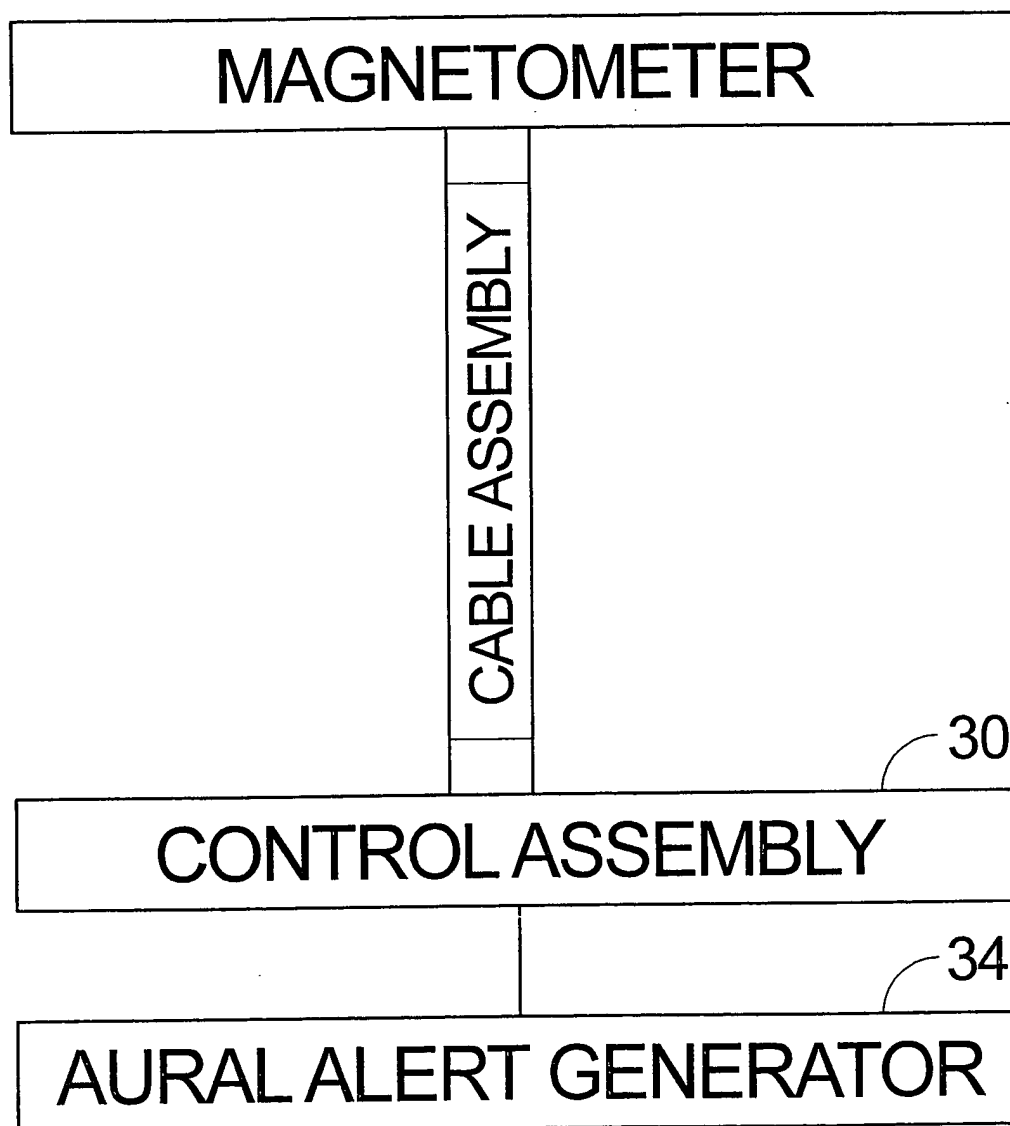 MAGNETOMETER
CABLE ASSEMBLY
30
CONTROL ASSEMBLY
34
AURAL ALERT GENERATOR